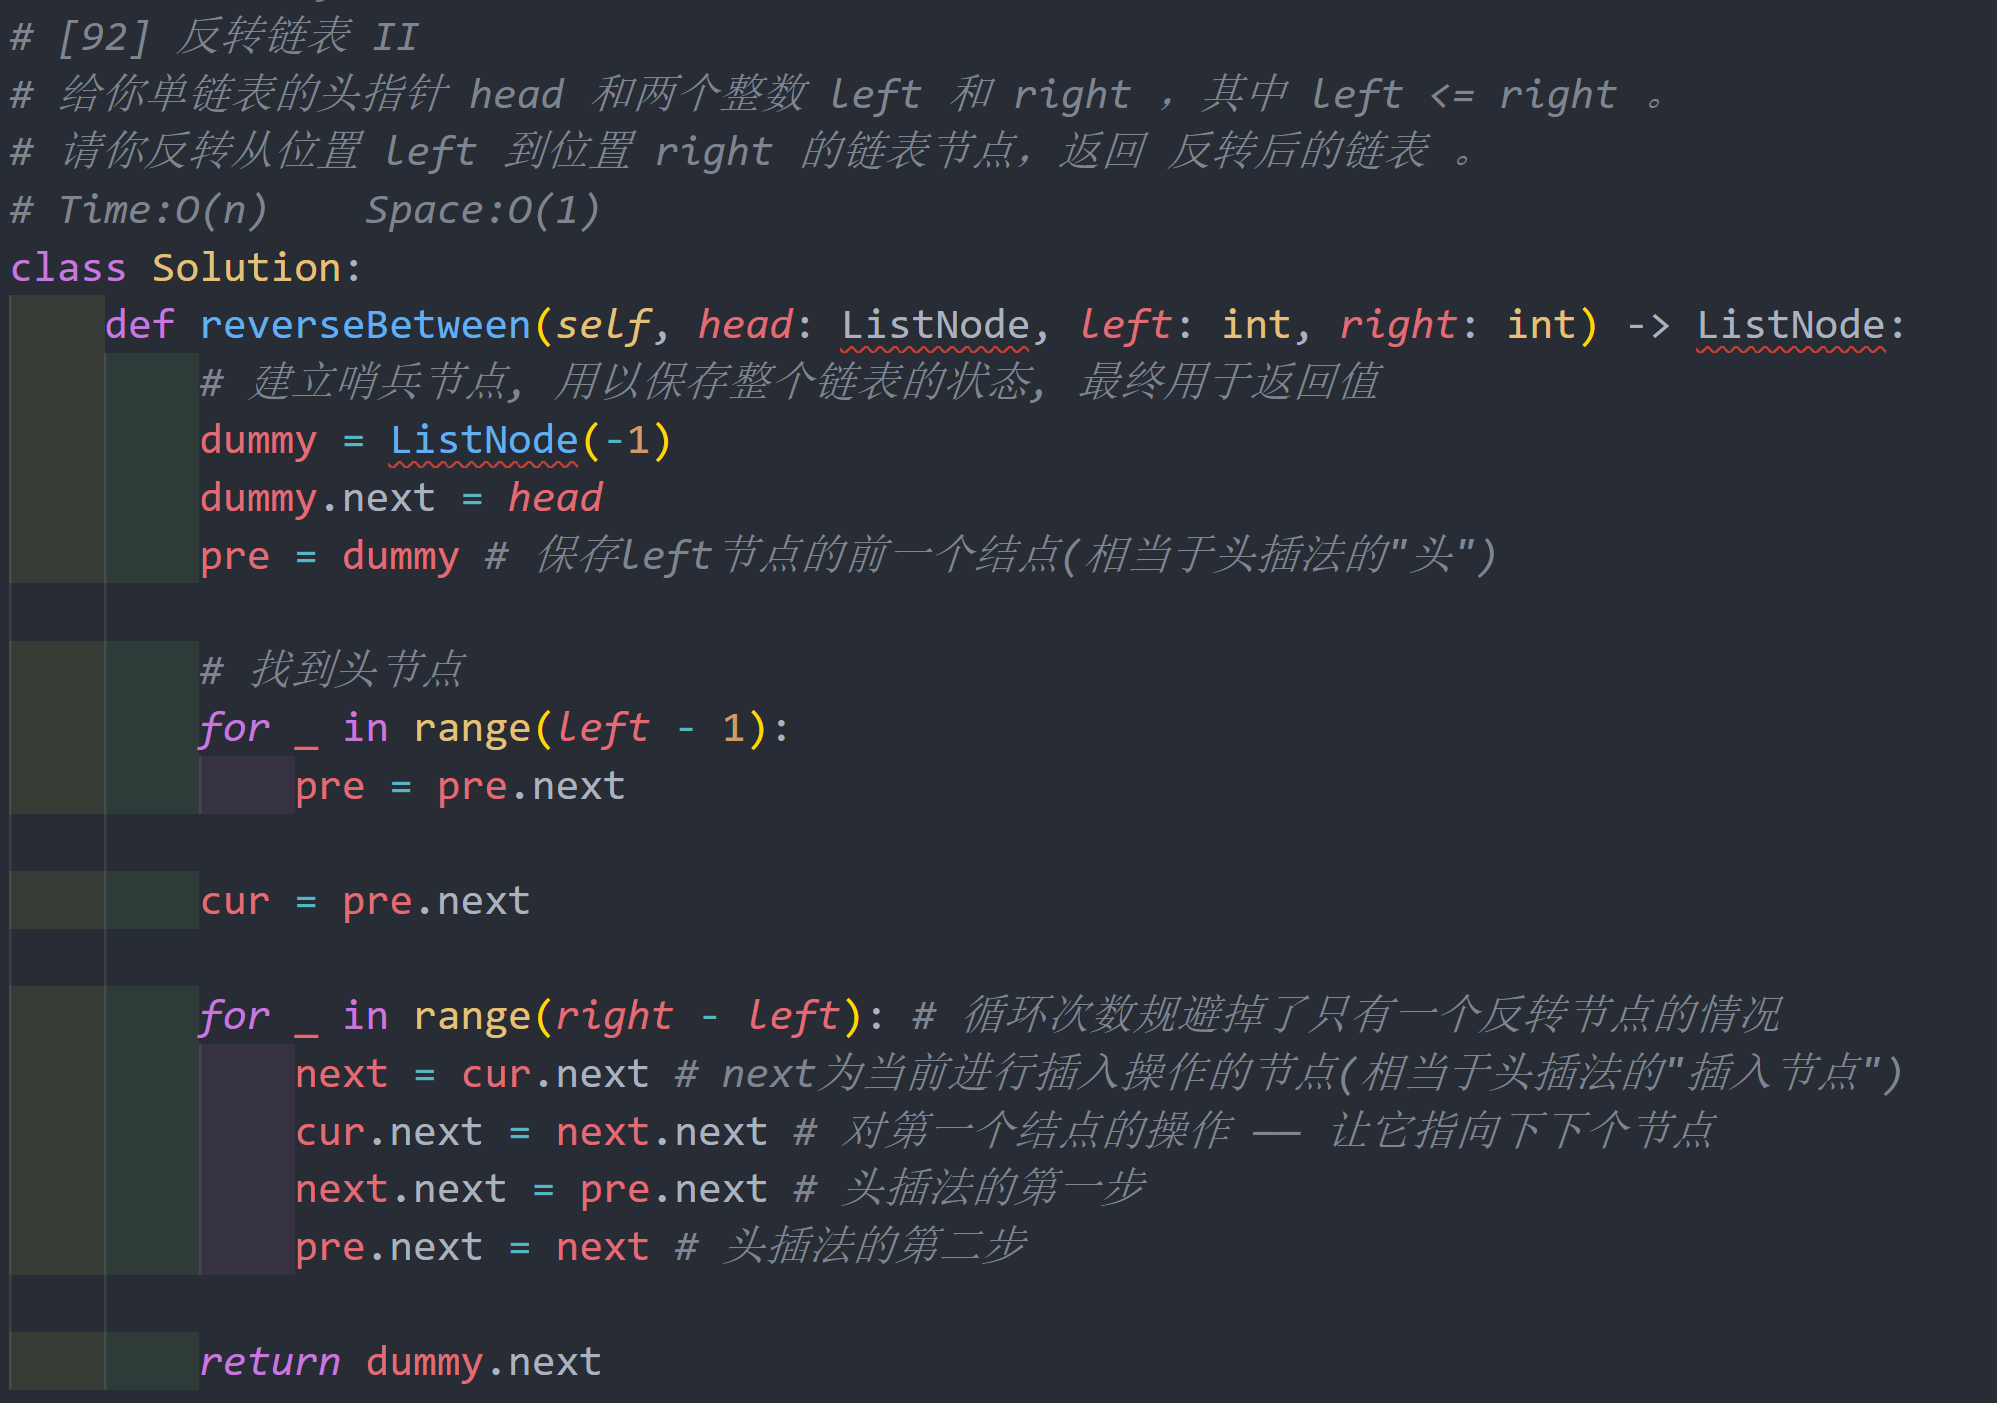 # [92] 反转链表 II
# 给你单链表的头指针 head 和两个整数 left 和 right ，其中 left <= right 。
# 请你反转从位置 left 到位置 right 的链表节点，返回 反转后的链表 。
# Time:O(n)    Space:O(1)
class Solution:
    def reverseBetween(self, head: ListNode, left: int, right: int) -> ListNode:
        # 建立哨兵节点, 用以保存整个链表的状态, 最终用于返回值
        dummy = ListNode(-1)
        dummy.next = head
        pre = dummy # 保存left节点的前一个结点(相当于头插法的"头")
        # 找到头节点
        for _ in range(left - 1):
            pre = pre.next
        cur = pre.next
        for _ in range(right - left): # 循环次数规避掉了只有一个反转节点的情况
            next = cur.next # next为当前进行插入操作的节点(相当于头插法的"插入节点")
            cur.next = next.next # 对第一个结点的操作 —— 让它指向下下个节点
            next.next = pre.next # 头插法的第一步
            pre.next = next # 头插法的第二步
        return dummy.next